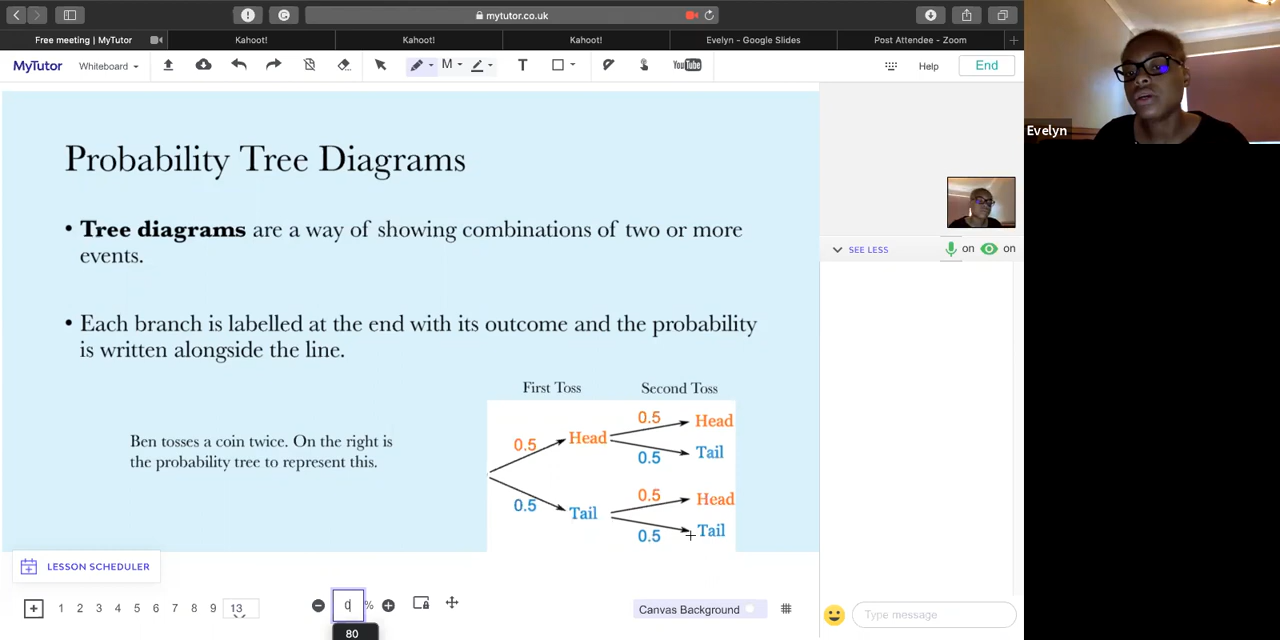 mytutor.co.uk
Free meeting | MyTutor
Kahoot!
Kahoot!
Kahoot!
Evelyn - Google Slides
Post Attendee - Zoom
MyTutor
Whiteboard
M
T
YouTube
Help
End
Evelyn
Probability Tree Diagrams
• Tree diagrams are a way of showing combinations of two or more
events.
• Each branch is labelled at the end with its outcome and the probability
is written alongside the line.
First Toss
Second Toss
Ben tosses a coin twice. On the right is
the probability tree to represent this.
0.5
Head
0.5
Tail
0.5
Head
0.5
Tail
0.5
Head
0.5
Tail
SEE LESS
on
on
LESSON SCHEDULER
1 2 3 4 5 6 7 8 9 13
0 %
80
Canvas Background
Type message